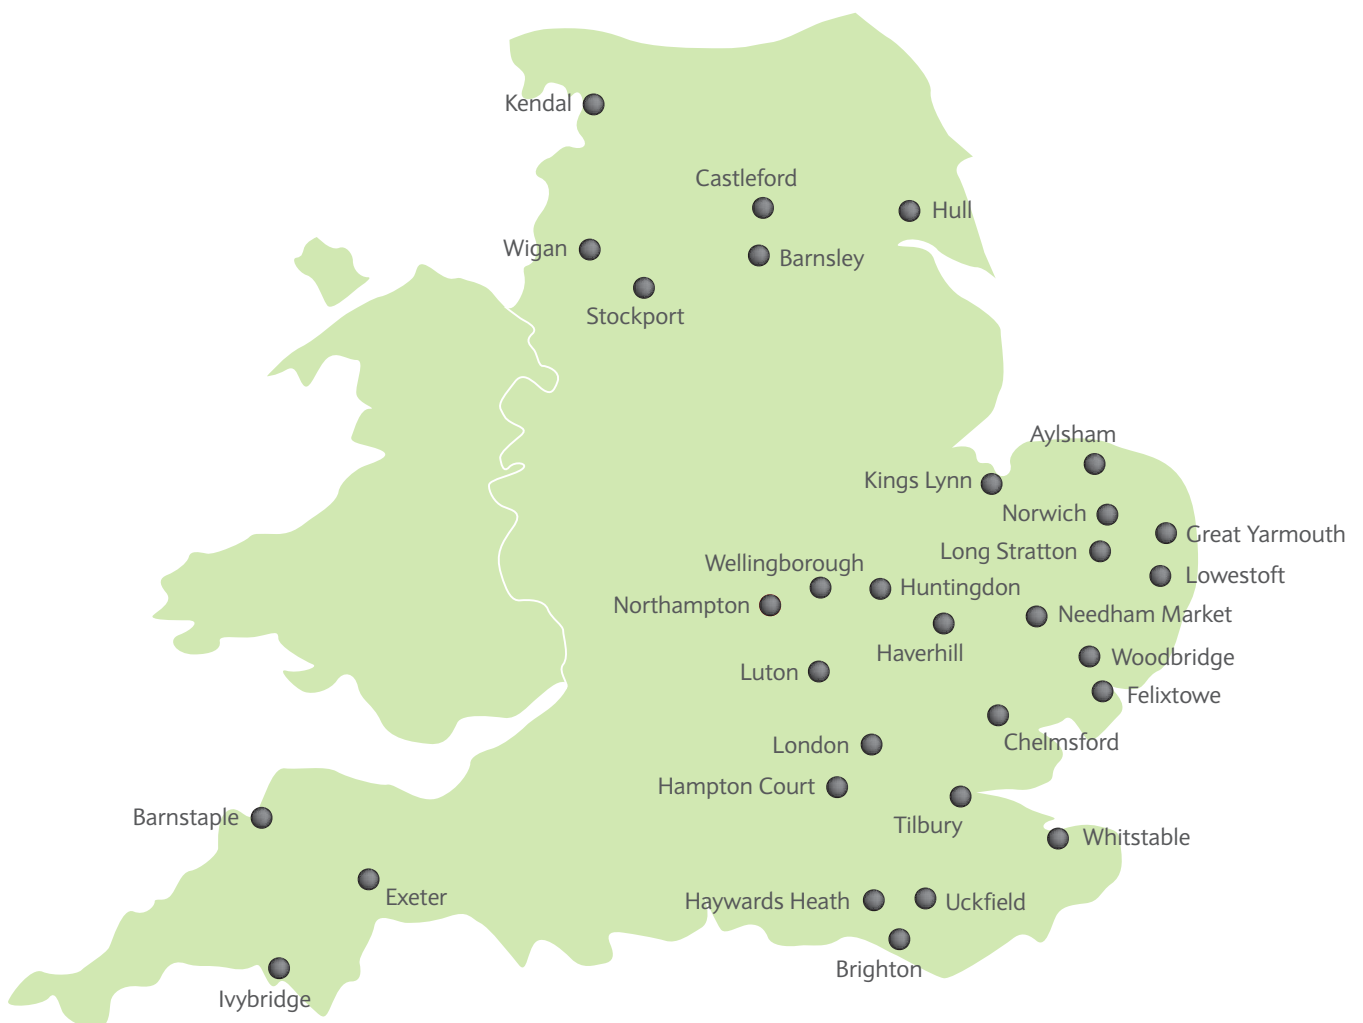 Kendal
Castleford
Hull
Wigan
Barnsley
Stockport
Aylsham
Kings Lynn
Norwich
Great Yarmouth
Long Stratton
Wellingborough
Lowestoft
Huntingdon
Northampton
Needham Market
Haverhill
Woodbridge
Luton
Felixtowe
Chelmsford
London
Hampton Court
Barnstaple
Tilbury
Whitstable
Exeter
Haywards Heath
Uckfield
Brighton
Ivybridge